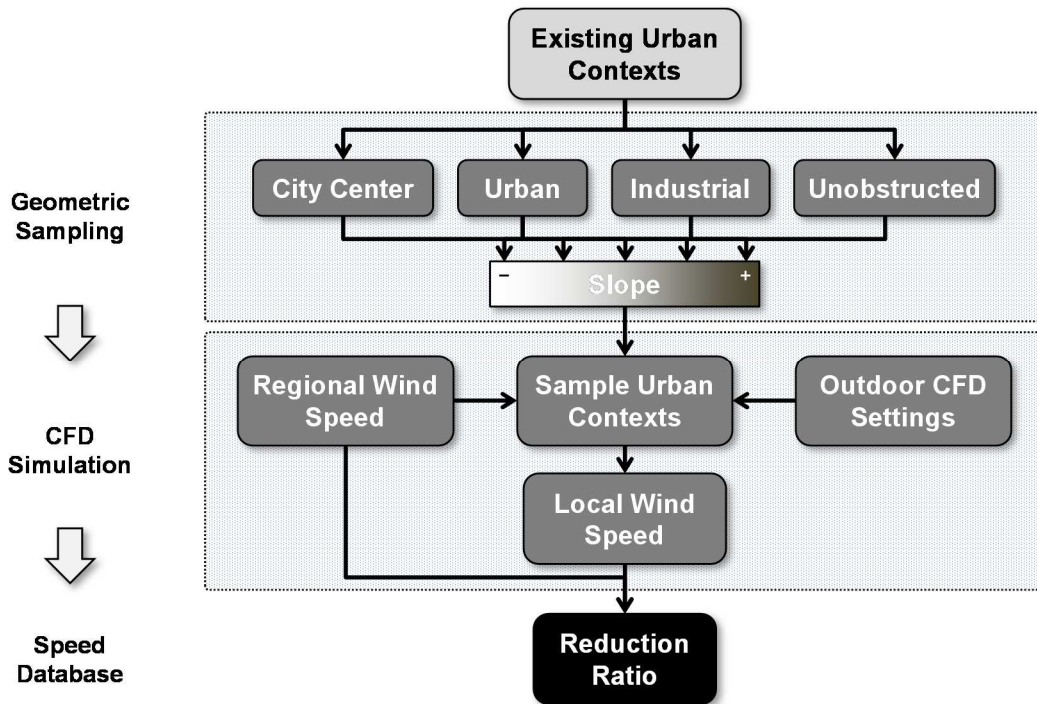 Existing Urban
Contexts
Geometric
Sampling
City Center
Urban
Industrial
Unobstructed
–
Slope
+
CFD
Simulation
Regional Wind
Speed
Sample Urban
Contexts
Outdoor CFD
Settings
Local Wind
Speed
Speed
Database
Reduction
Ratio